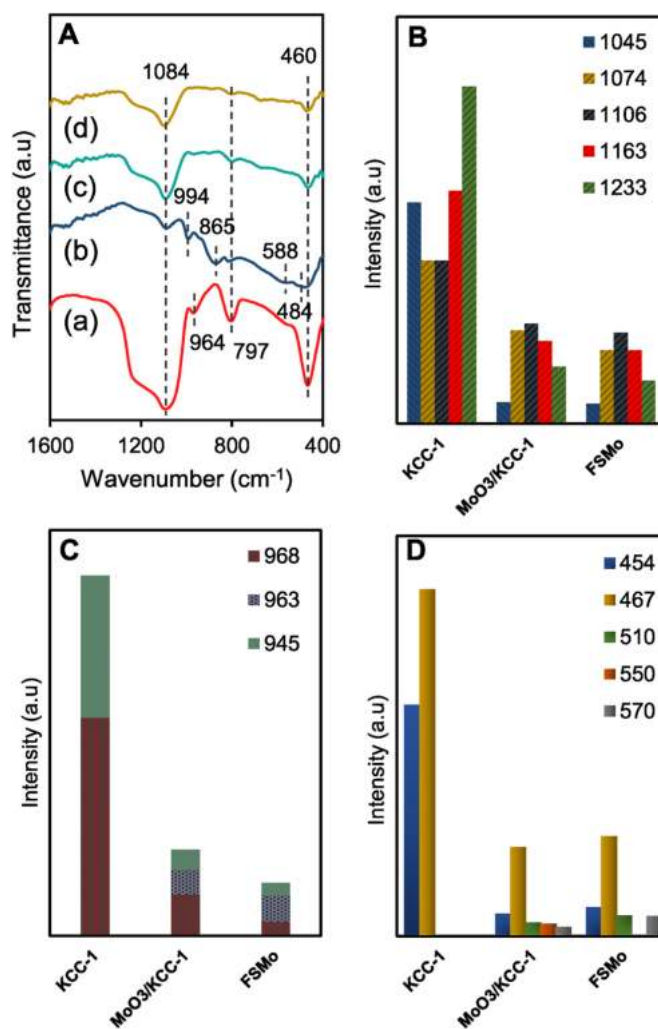 A
1084
460
(d)
(c)
994
865
(b)
588
484
(a)
964
797
Transmittance (a.u)
1600
1200
800
400
Wavenumber (cm⁻¹)
B
1045
1074
1106
1163
1233
Intensity (a.u)
KCC-1
MoO3/KCC-1
FSMo
C
968
963
945
Intensity (a.u)
KCC-1
MoO3/KCC-1
FSMo
D
454
467
510
550
570
Intensity (a.u)
KCC-1
MoO3/KCC-1
FSMo